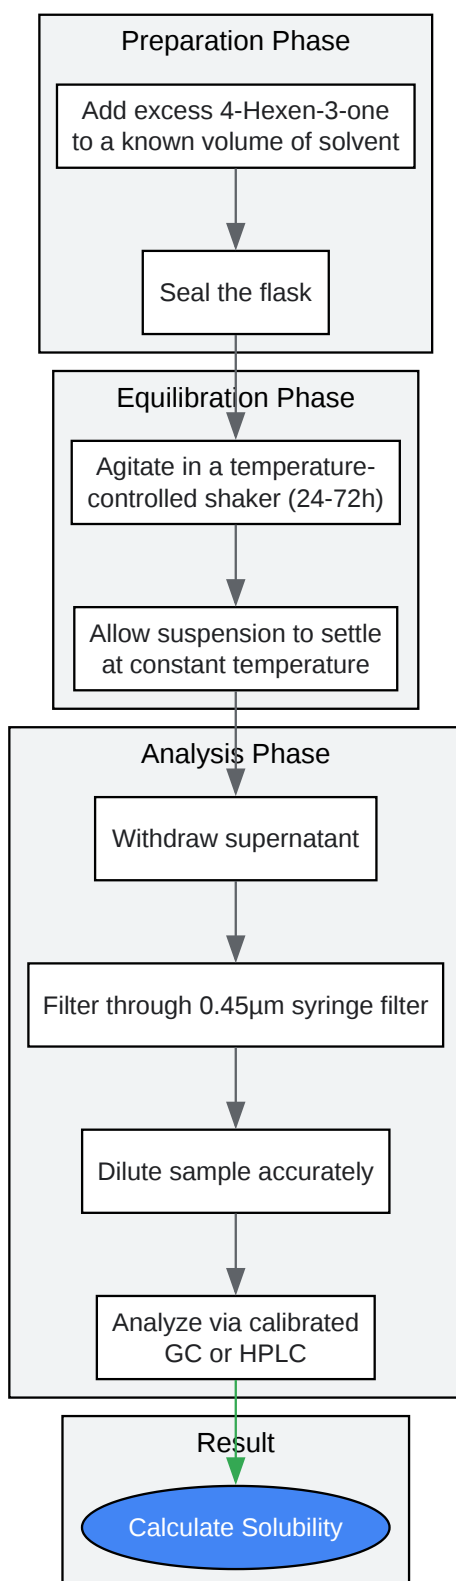 Preparation Phase
Add excess 4-Hexen-3-one
to a known volume of solvent
Seal the flask
Equilibration Phase
Agitate in a temperature-
controlled shaker (24-72h)
Allow suspension to settle
at constant temperature
Analysis Phase
Withdraw supernatant
Filter through 0.45µm syringe filter
Dilute sample accurately
Analyze via calibrated
GC or HPLC
Result
Calculate Solubility